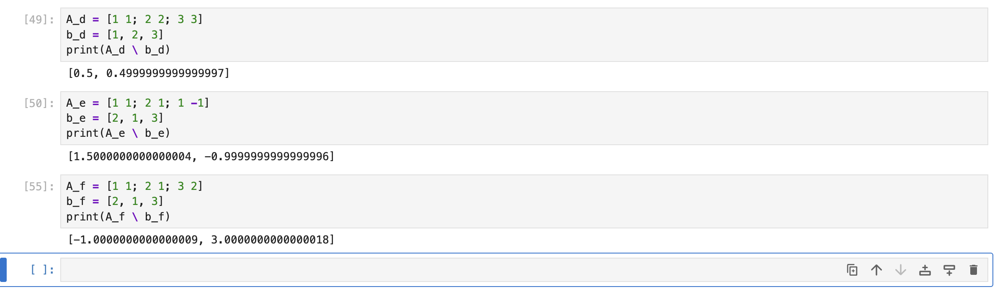 [49]:
A_d = [1 1; 2 2; 3 3]
b_d = [1, 2, 3]
print(A_d \ b_d)
[0.5, 0.4999999999999997]
[50]:
A_e = [1 1; 2 1; 1 -1]
b_e = [2, 1, 3]
print(A_e \ b_e)
[1.5000000000000004, -0.9999999999999996]
[55]:
A_f = [1 1; 2 1; 3 2]
b_f = [2, 1, 3]
print(A_f \ b_f)
[-1.0000000000000009, 3.0000000000000018]
[ ]: